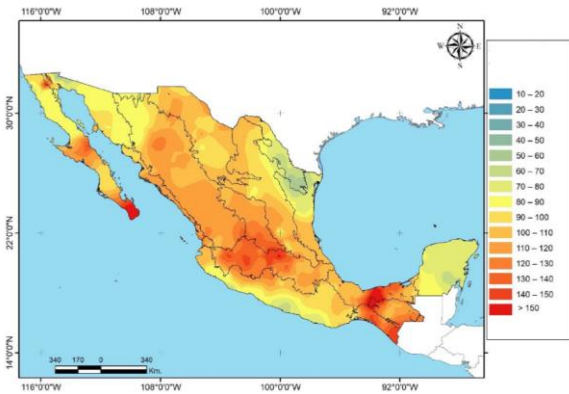 116°0'0"W 108°0'0"W 100°0'0"W 92°0'0"W
N
W E
S
30°0'0"N
22°0'0"N
14°0'0"N
10 – 20
20 – 30
30 – 40
40 – 50
50 – 60
60 – 70
70 – 80
80 – 90
90 – 100
100 – 110
110 – 120
120 – 130
130 – 140
140 – 150
> 150
340 170 0 340
Km.
116°0'0"W 108°0'0"W 100°0'0"W 92°0'0"W